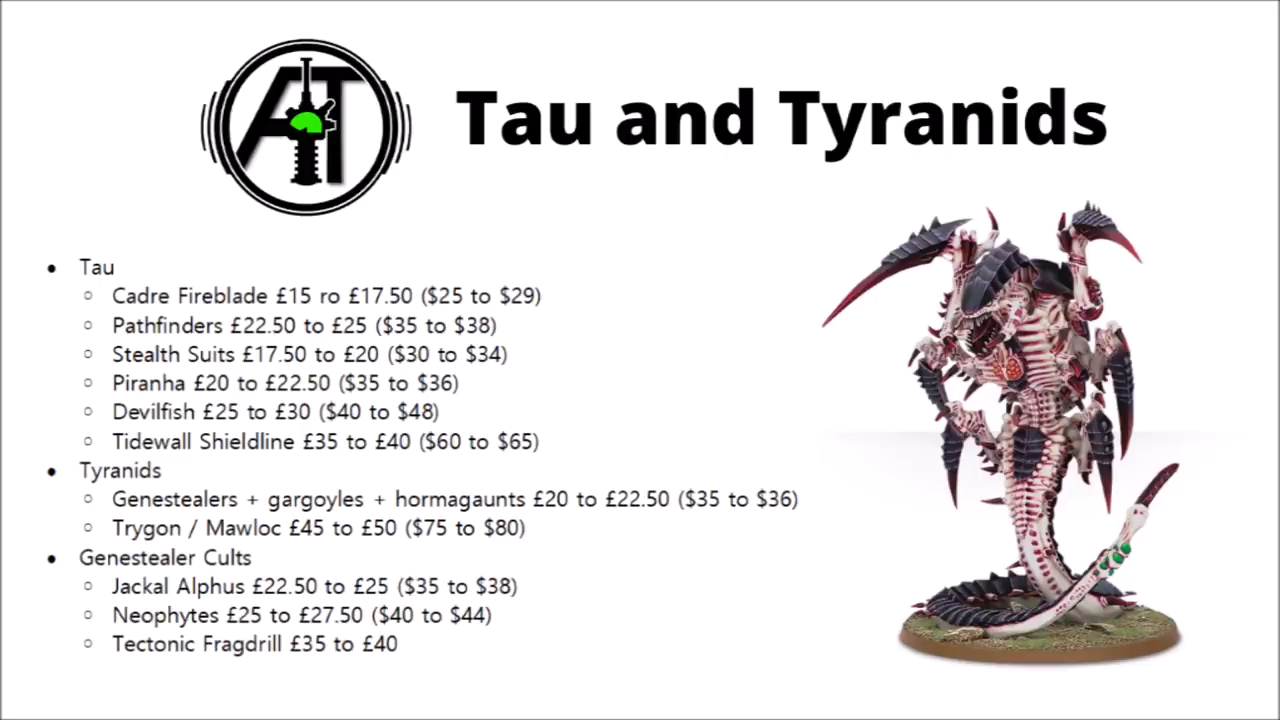 AT
Tau and Tyranids
• Tau
○ Cadre Fireblade £15 ro £17.50 ($25 to $29)
○ Pathfinders £22.50 to £25 ($35 to $38)
○ Stealth Suits £17.50 to £20 ($30 to $34)
○ Piranha £20 to £22.50 ($35 to $36)
○ Devilfish £25 to £30 ($40 to $48)
○ Tidewall Shieldline £35 to £40 ($60 to $65)
• Tyranids
○ Genestealers + gargoyles + hormagaunts £20 to £22.50 ($35 to $36)
○ Trygon / Mawloc £45 to £50 ($75 to $80)
• Genestealer Cults
○ Jackal Alphus £22.50 to £25 ($35 to $38)
○ Neophytes £25 to £27.50 ($40 to $44)
○ Tectonic Fragdrill £35 to £40